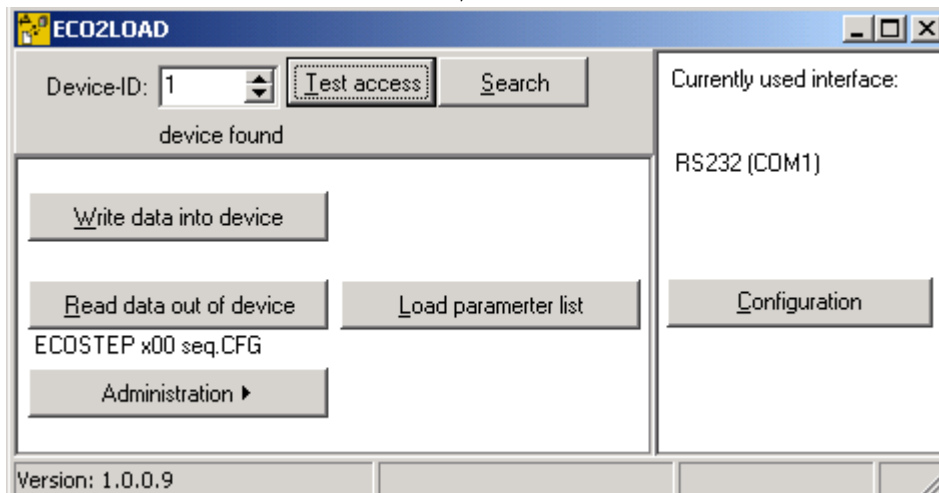 ECO2LOAD
Device-ID: 1 Test access Search
device found
Currently used interface:
RS232 (COM1)
Write data into device
Read data out of device Load paramerter list Configuration
ECOSTEP x00 seq.CFG
Administration
Version: 1.0.0.9